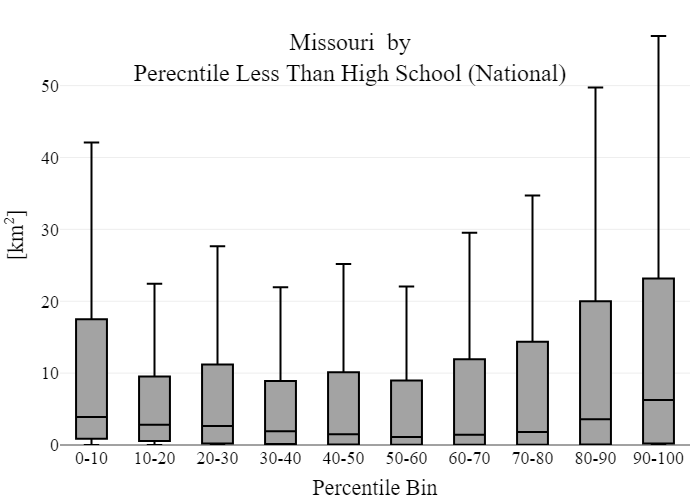 Missouri by
Perecntile Less Than High School (National)
[km²]
50
40
30
20
10
0
0-10 10-20 20-30 30-40 40-50 50-60 60-70 70-80 80-90 90-100
Percentile Bin